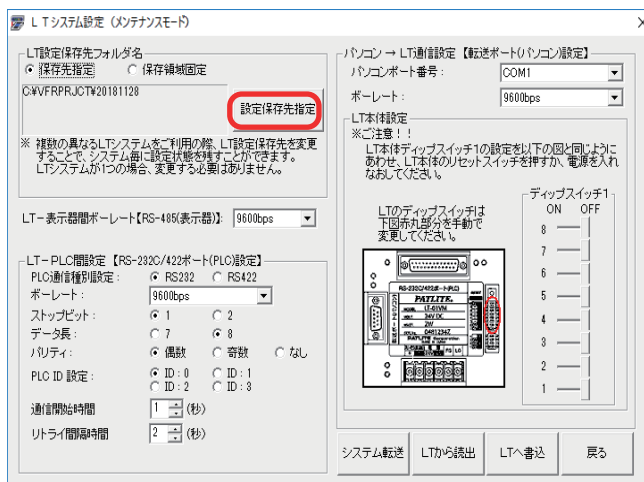 LTシステム設定（メンテナンスモード）
LT設定保存先フォルダ名
保存先指定 保存領域固定
C:¥VFRPRJCT¥20181128
設定保存先指定
※ 複数の異なるLTシステムをご利用の際、LT設定保存先を変更
することで、システム毎に設定状態を残すことができます。
LTシステムが1つの場合、変更する必要はありません。
LT－表示器間ボーレート【RS-485(表示器)】: 9600bps
LT－PLC間設定 【RS-232C/422ポート(PLC)設定】
PLC通信種別設定： RS232 RS422
ボーレート： 9600bps
ストップビット： 1 2
データ長： 7 8
パリティ： 偶数 奇数 なし
PLC ID 設定： ID：0 ID：1
ID：2 ID：3
通信開始時間 1 (秒)
リトライ間隔時間 2 (秒)
パソコン → LT通信設定 【転送ポート(パソコン)設定】
パソコンポート番号： COM1
ボーレート： 9600bps
LT本体設定
※ご注意！！
LT本体ディップスイッチ1の設定を以下の図と同じように
あわせ、LT本体のリセットスイッチを押すか、電源を入れ
なおしてください。
LTのディップスイッチは
下図赤丸部分を手動で
変更してください。
RS-232C/422ポート(PLC)
PATLITE.
LT-01VN
24V DC.
2W
0481234Z
PATLITE Corporation
FG LG
ディップスイッチ1
ON OFF
8
7
6
5
4
3
2
1
システム転送 LTから読出 LTへ書込 戻る